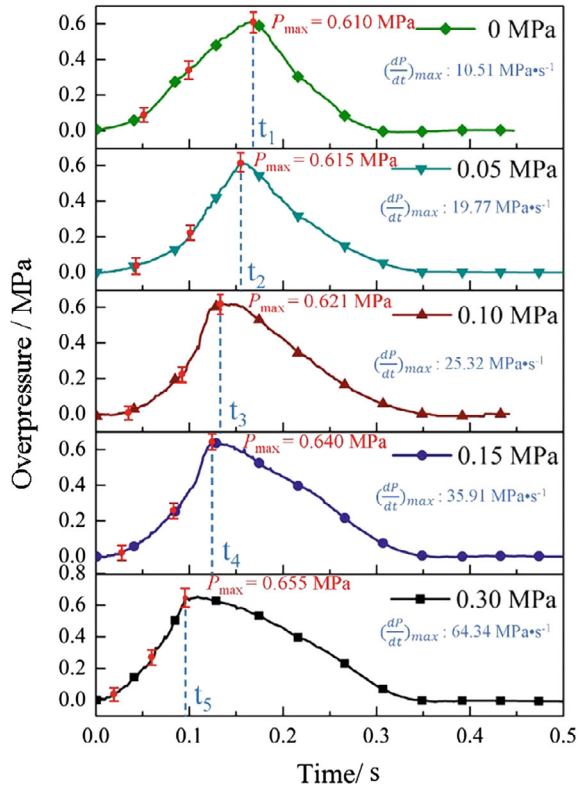 0.6
0.4
0.2
0.0
P_max = 0.610 MPa
0 MPa
(dP/dt)_max : 10.51 MPa•s⁻¹
t₁
0.6
0.4
0.2
0.0
P_max = 0.615 MPa
0.05 MPa
(dP/dt)_max : 19.77 MPa•s⁻¹
t₂
0.6
0.4
0.2
0.0
P_max = 0.621 MPa
0.10 MPa
(dP/dt)_max : 25.32 MPa•s⁻¹
t₃
0.6
0.4
0.2
0.0
P_max = 0.640 MPa
0.15 MPa
(dP/dt)_max : 35.91 MPa•s⁻¹
t₄
0.8
0.6
0.4
0.2
0.0
P_max = 0.655 MPa
0.30 MPa
(dP/dt)_max : 64.34 MPa•s⁻¹
t₅
Overpressure / MPa
0.0 0.1 0.2 0.3 0.4 0.5
Time/ s